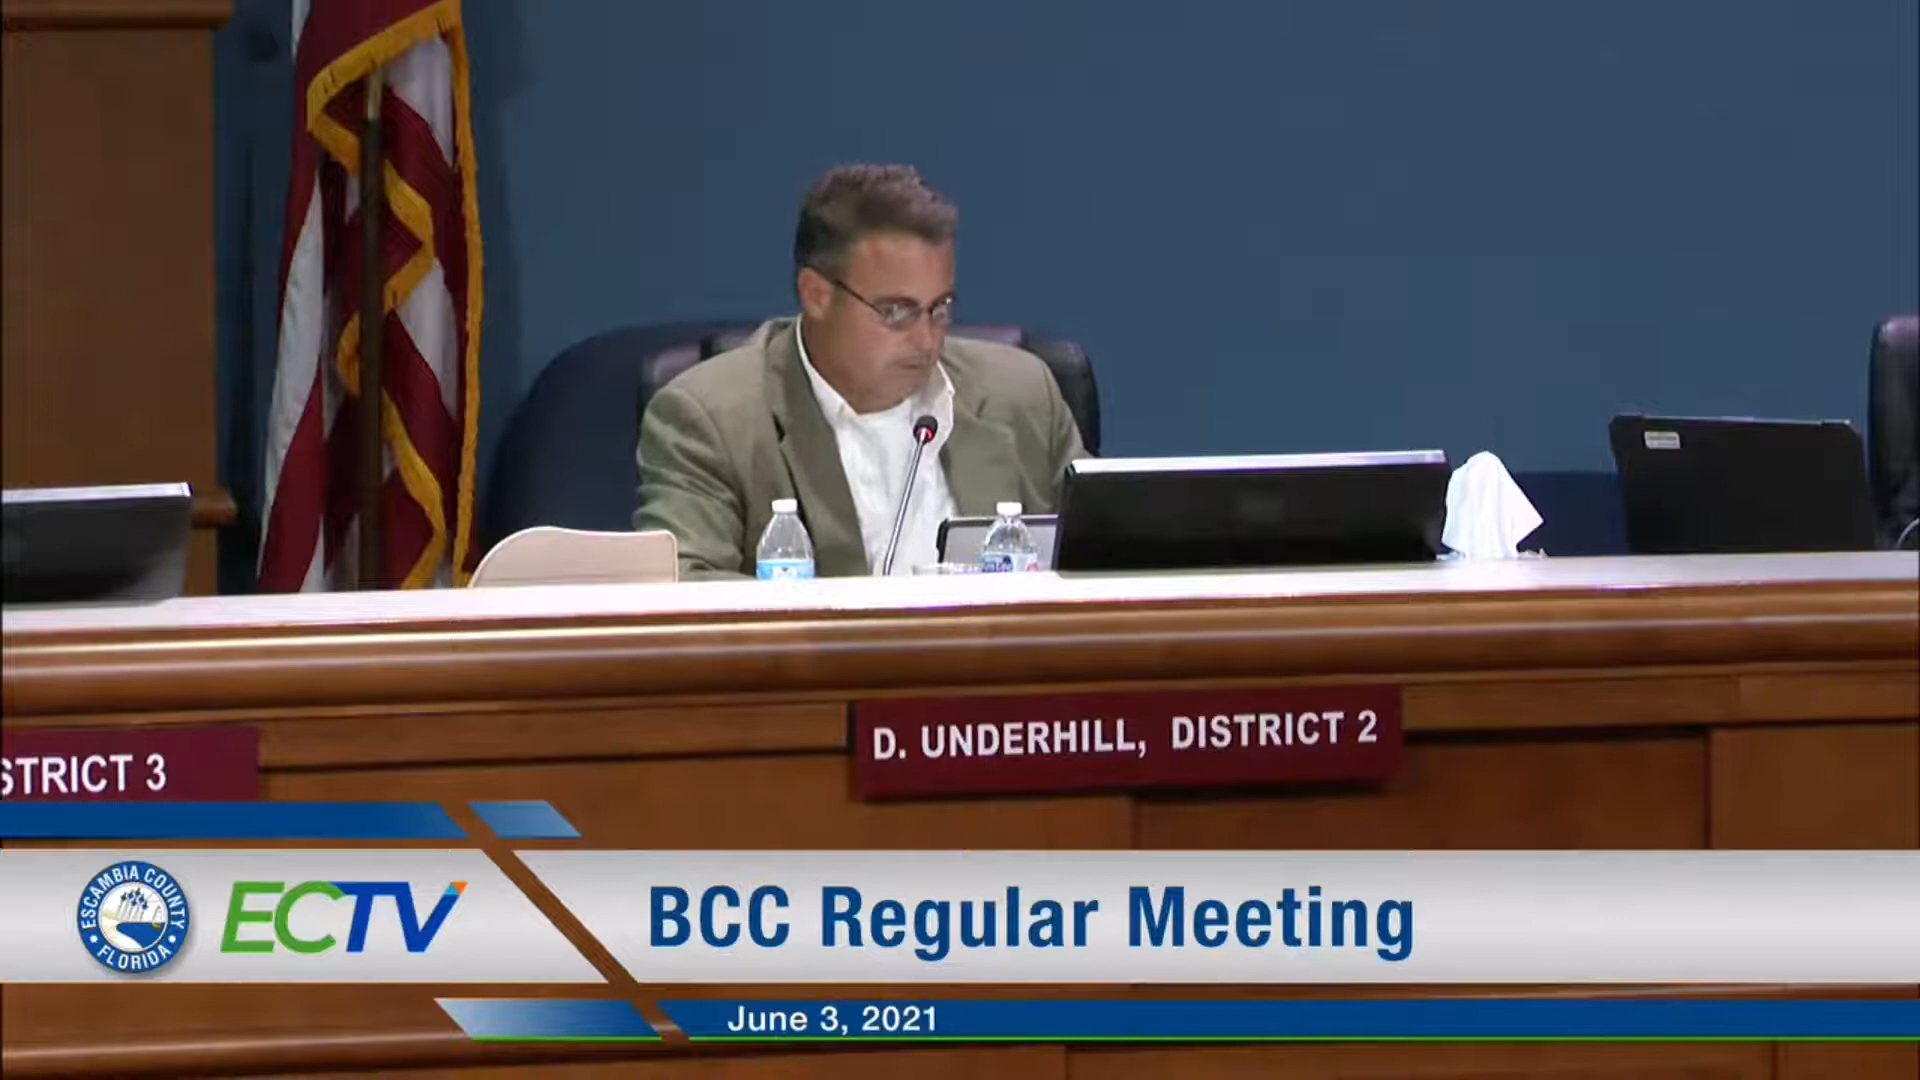 D. UNDERHILL, DISTRICT 2
STRICT 3
ESCAMBIA COUNTY
FLORIDA
ECTV
BCC Regular Meeting
June 3, 2021